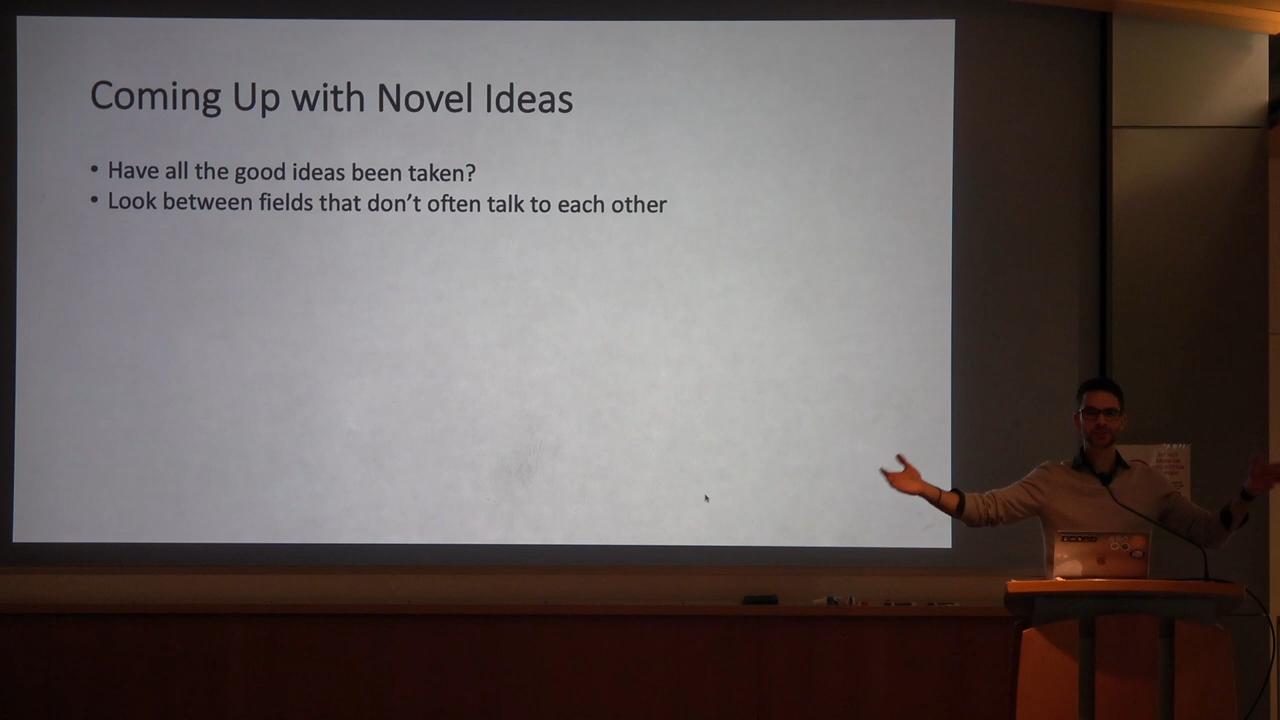 Coming Up with Novel Ideas
• Have all the good ideas been taken?
• Look between fields that don’t often talk to each other